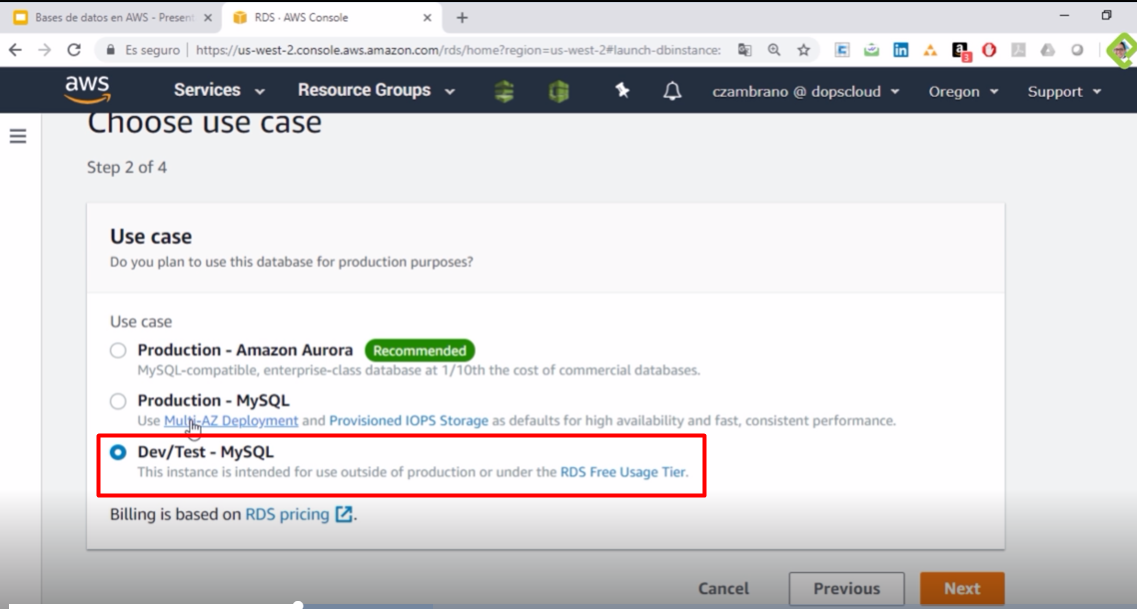 Bases de datos en AWS - Present
RDS · AWS Console
Es seguro
https://us-west-2.console.aws.amazon.com/rds/home?region=us-west-2#launch-dbinstance:
in
a
3
aws
Services
Resource Groups
czambrano @ dopscloud
Oregon
Support
Choose use case
Step 2 of 4
Use case
Do you plan to use this database for production purposes?
Use case
Production - Amazon Aurora Recommended
MySQL-compatible, enterprise-class database at 1/10th the cost of commercial databases.
Production - MySQL
Use Multi-AZ Deployment and Provisioned IOPS Storage as defaults for high availability and fast, consistent performance.
Dev/Test - MySQL
This instance is intended for use outside of production or under the RDS Free Usage Tier.
Billing is based on RDS pricing.
Cancel
Previous
Next